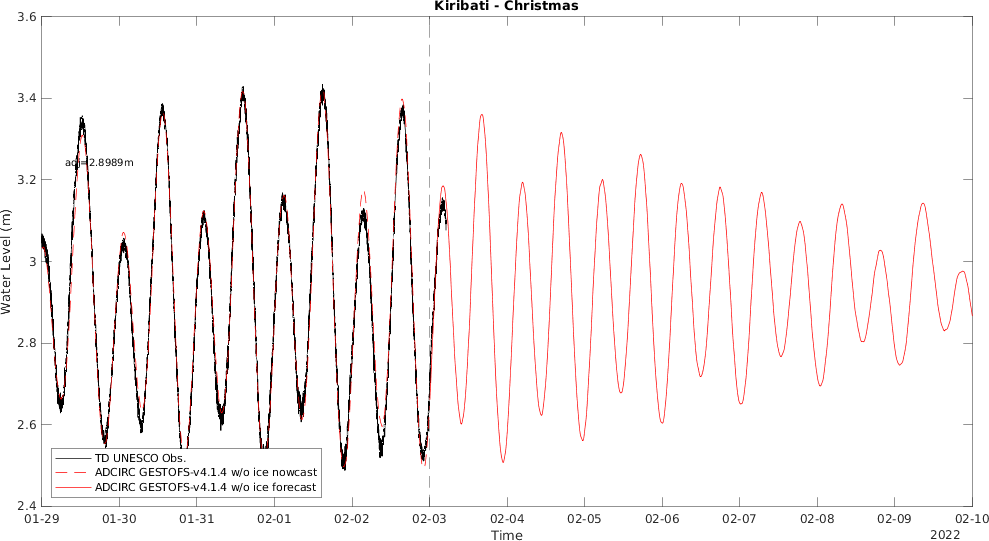 Kiribati - Christmas
3.6
3.4
3.2
3
2.8
2.6
2.4
Water Level (m)
adj=2.8989m
TD UNESCO Obs.
ADCIRC GESTOFS-v4.1.4 w/o ice nowcast
ADCIRC GESTOFS-v4.1.4 w/o ice forecast
01-29 01-30 01-31 02-01 02-02 02-03 02-04 02-05 02-06 02-07 02-08 02-09 02-10
Time
2022